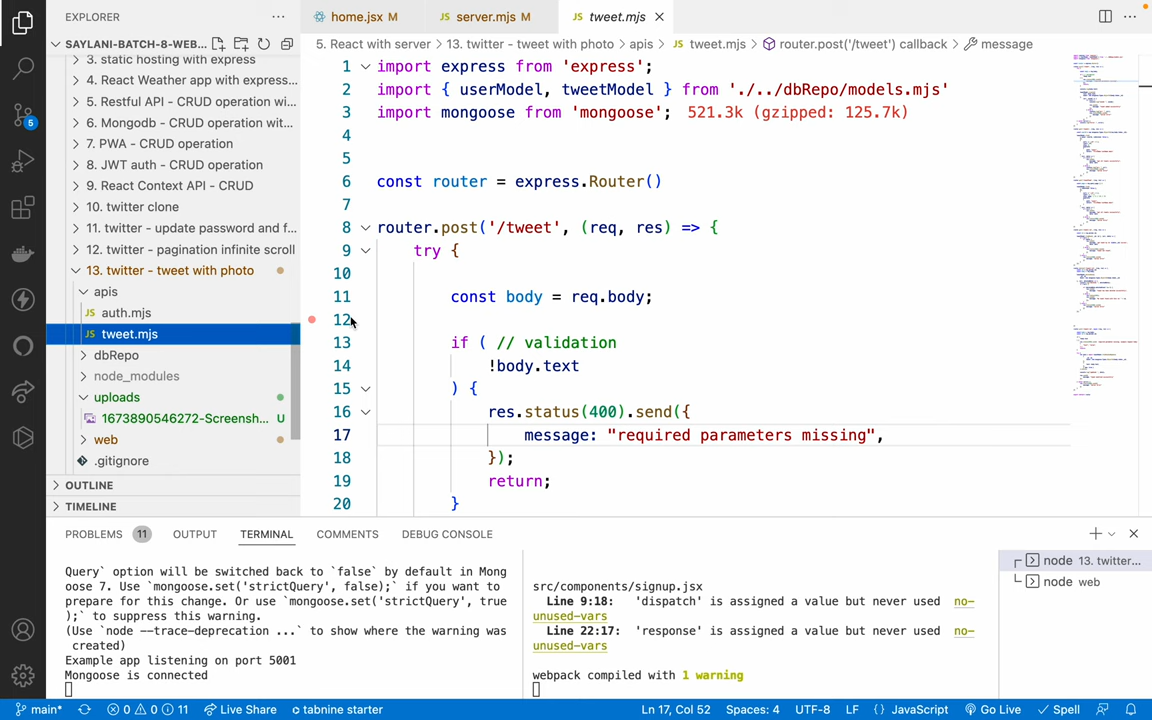 EXPLORER
home.jsx M
server.mjs M
tweet.mjs
SAYLANI-BATCH-8-WEB...
5. React with server > 13. twitter - tweet with photo > apis > JS tweet.mjs > router.post('/tweet') callback > message
3. static hosting with express
4. React Weather app with express...
5. Restful API - CRUD operation wi...
6. Mongodb - CRUD operation wit...
7. PWA - CRUD operation
8. JWT auth - CRUD operation
9. React Context API - CRUD
10. twitter clone
11. twitter - update password and f...
12. twitter - pagination infinite scroll
13. twitter - tweet with photo
apis
JS auth.mjs
JS tweet.mjs
dbRepo
node_modules
uploads
1673890546272-Screensh... U
web
.gitignore
OUTLINE
TIMELINE
5
1 import express from 'express';
2 import { userModel, tweetModel } from './../dbRepo/models.mjs'
3 import mongoose from 'mongoose'; 521.3k (gzipped: 125.7k)
4
5
6 const router = express.Router()
7
8 router.post('/tweet', (req, res) => {
9 try {
10
11 const body = req.body;
12
13 if ( // validation
14 !body.text
15 ) {
16 res.status(400).send({
17 message: "required parameters missing",
18 });
19 return;
20 }
PROBLEMS 11 OUTPUT TERMINAL COMMENTS DEBUG CONSOLE
Query` option will be switched back to `false` by default in Mong
oose 7. Use `mongoose.set('strictQuery', false);` if you want to
prepare for this change. Or use `mongoose.set('strictQuery', true
);` to suppress this warning.
(Use `node --trace-deprecation ...` to show where the warning was
created)
Example app listening on port 5001
Mongoose is connected
src/components/signup.jsx
Line 9:18: 'dispatch' is assigned a value but never used no-
unused-vars
Line 22:17: 'response' is assigned a value but never used no-
unused-vars
webpack compiled with 1 warning
node 13. twitter...
node web
main* 0 0 11 Live Share tabnine starter Ln 17, Col 52 Spaces: 4 UTF-8 LF {} JavaScript Go Live Spell